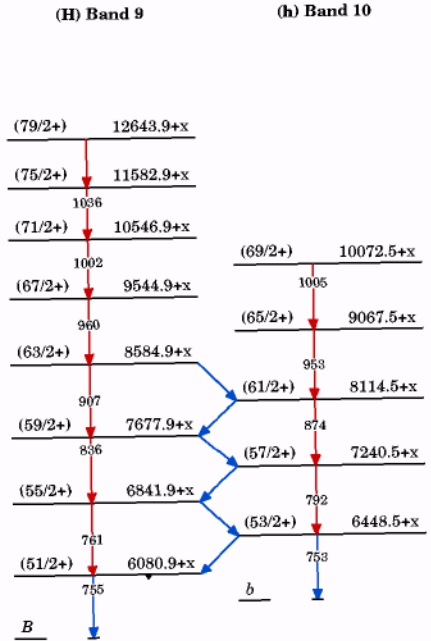 (H) Band 9
(h) Band 10
(79/2+) 12643.9+x
(75/2+) 11582.9+x
1036
(71/2+) 10546.9+x
(69/2+) 10072.5+x
1002
1005
(67/2+) 9544.9+x
(65/2+) 9067.5+x
960
(63/2+) 8584.9+x
953
(61/2+) 8114.5+x
907
(59/2+) 7677.9+x
874
836
(57/2+) 7240.5+x
(55/2+) 6841.9+x
792
(53/2+) 6448.5+x
761
753
(51/2+) 6080.9+x
755
b
B